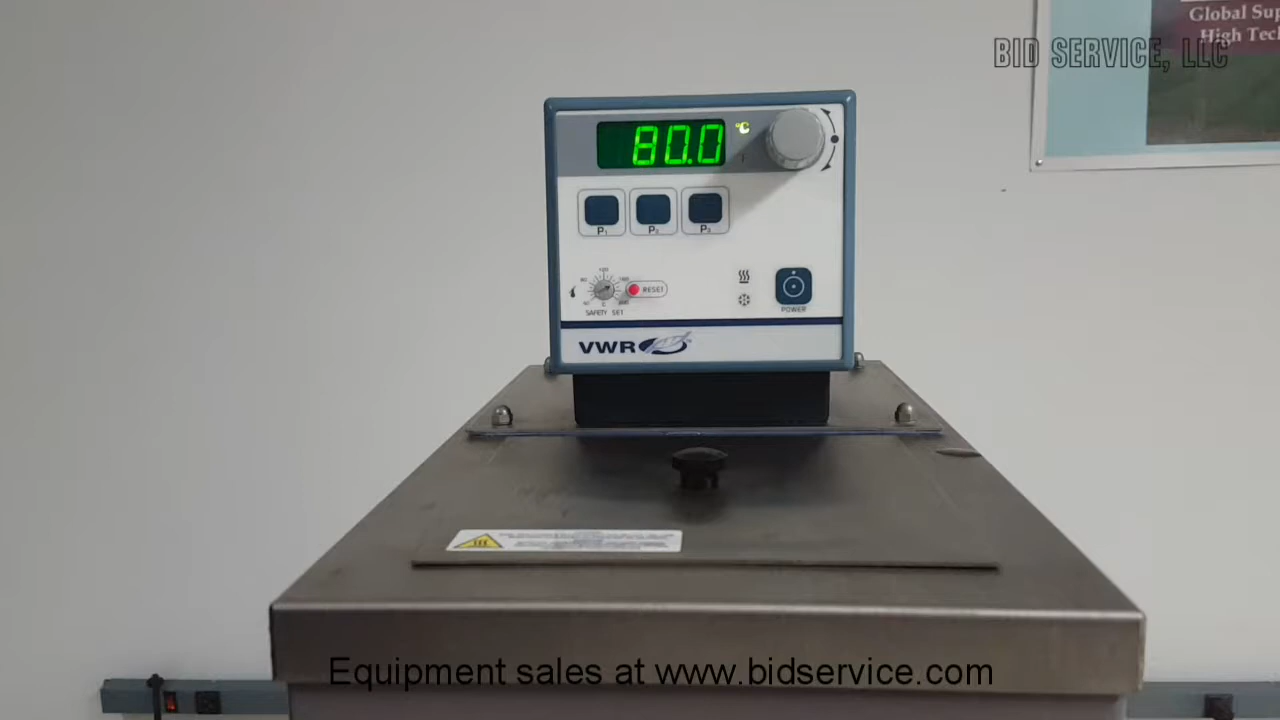 Global Sup
High Tech
BID SERVICE, LLC
80.0 °C
P1 P2 P3
RESET
SAFETY SET
POWER
VWR
Equipment sales at www.bidservice.com